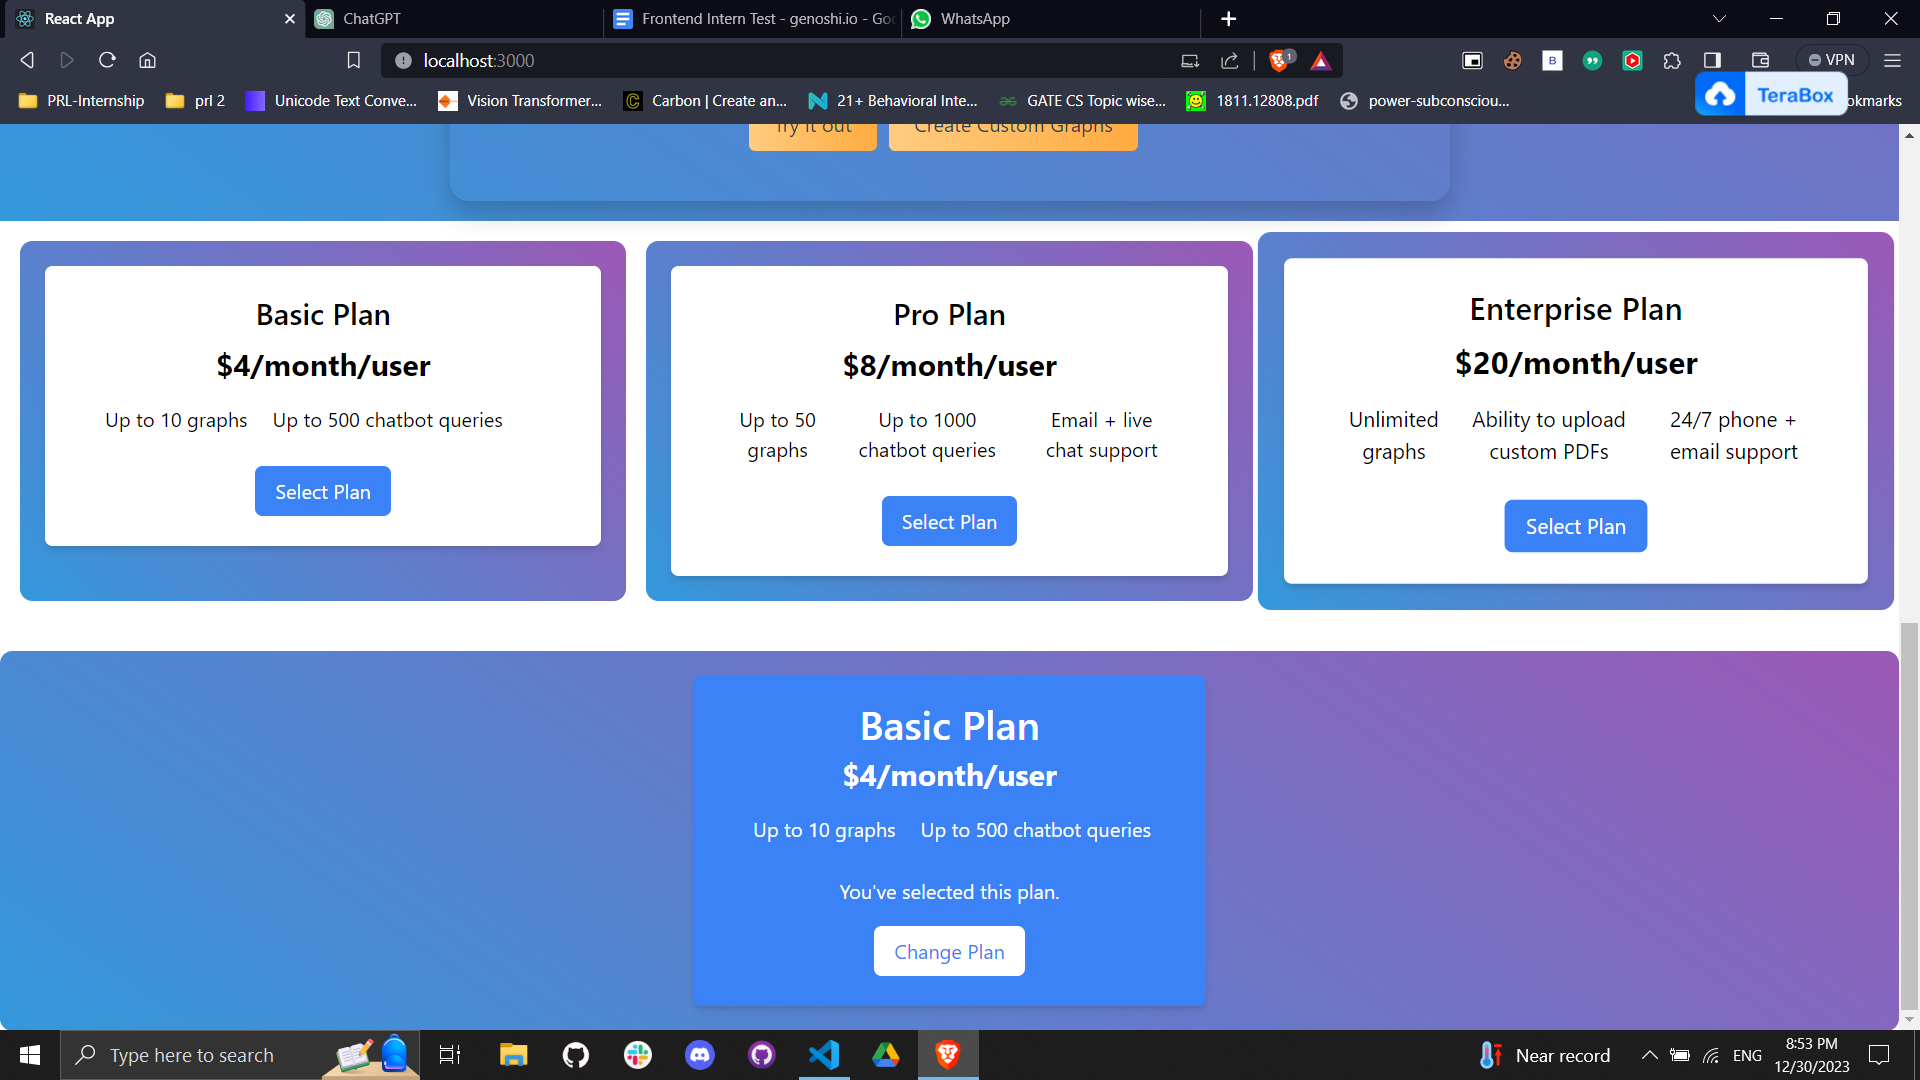 React App
ChatGPT
Frontend Intern Test - genoshi.io - Goo
WhatsApp
localhost:3000
1
B
VPN
PRL-Internship
prl 2
Unicode Text Conve...
Vision Transformer...
Carbon | Create an...
21+ Behavioral Inte...
GATE CS Topic wise...
1811.12808.pdf
power-subconsciou...
TeraBox
okmarks
Try it out
Create Custom Graphs
Basic Plan
$4/month/user
Up to 10 graphs
Up to 500 chatbot queries
Select Plan
Pro Plan
$8/month/user
Up to 50
graphs
Up to 1000
chatbot queries
Email + live
chat support
Select Plan
Enterprise Plan
$20/month/user
Unlimited
graphs
Ability to upload
custom PDFs
24/7 phone +
email support
Select Plan
Basic Plan
$4/month/user
Up to 10 graphs
Up to 500 chatbot queries
You've selected this plan.
Change Plan
Type here to search
Near record
ENG
8:53 PM
12/30/2023